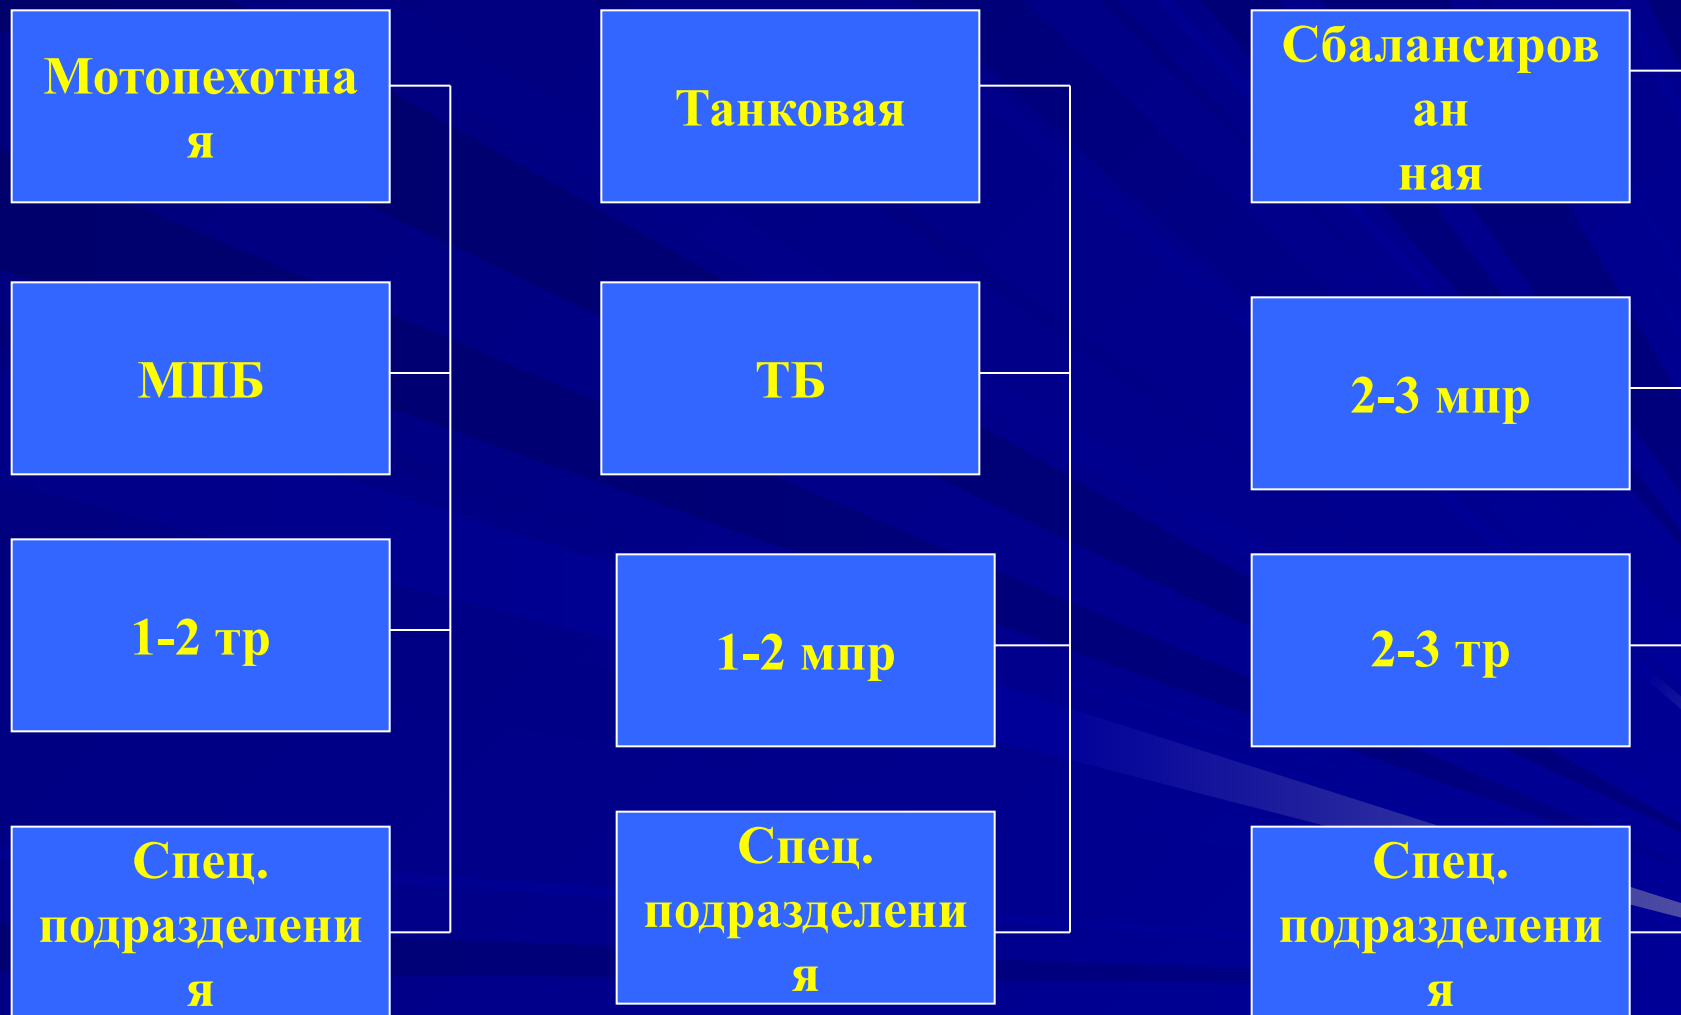 Мотопехотна
я
МПБ
1-2 тр
Спец.
подразделени
я
Танковая
ТБ
1-2 мпр
Спец.
подразделени
я
Сбалансиров
ан
ная
2-3 мпр
2-3 тр
Спец.
подразделени
я